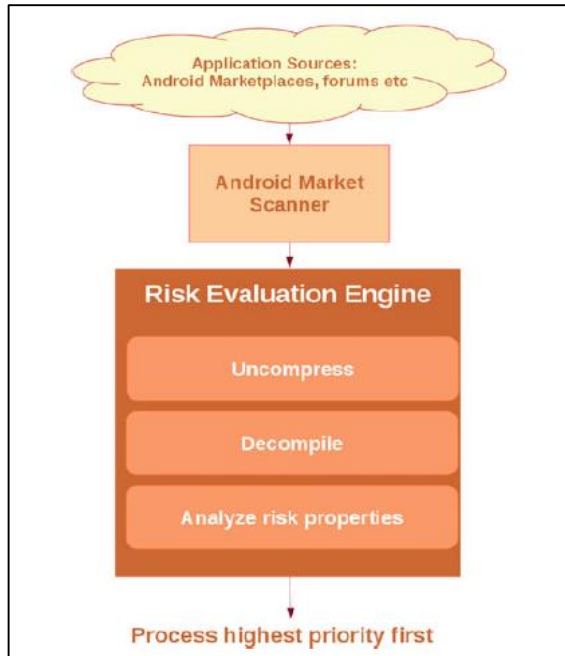 Application Sources:
Android Marketplaces, forums etc
Android Market
Scanner
Risk Evaluation Engine
Uncompress
Decompile
Analyze risk properties
Process highest priority first